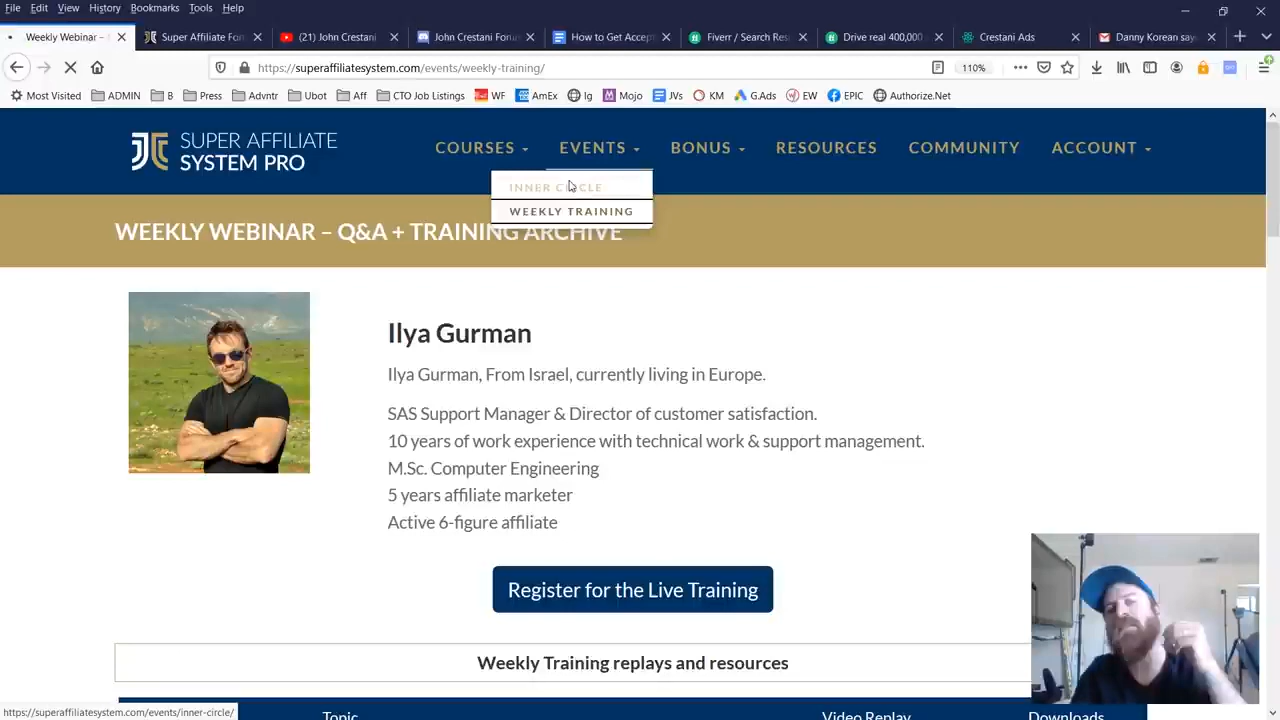 File Edit View History Bookmarks Tools Help
Weekly Webinar –
Super Affiliate For
(21) John Crestani
John Crestani Foru
How to Get Accep
Fiverr / Search Res
Drive real 400,000
Crestani Ads
Danny Korean say
https://superaffiliatesystem.com/events/weekly-training/
110%
Most Visited ADMIN B Press Advntr Ubot Aff CTO Job Listings WF AmEx Ig Mojo JVs KM G.Ads EW EPIC Authorize.Net
JC SUPER AFFILIATE
SYSTEM PRO
COURSES EVENTS BONUS RESOURCES COMMUNITY ACCOUNT
INNER CIRCLE
WEEKLY TRAINING
WEEKLY WEBINAR – Q&A + TRAINING ARCHIVE
Ilya Gurman
Ilya Gurman, From Israel, currently living in Europe.
SAS Support Manager & Director of customer satisfaction.
10 years of work experience with technical work & support management.
M.Sc. Computer Engineering
5 years affiliate marketer
Active 6-figure affiliate
Register for the Live Training
Weekly Training replays and resources
Topic Video Replay Downloads
https://superaffiliatesystem.com/events/inner-circle/